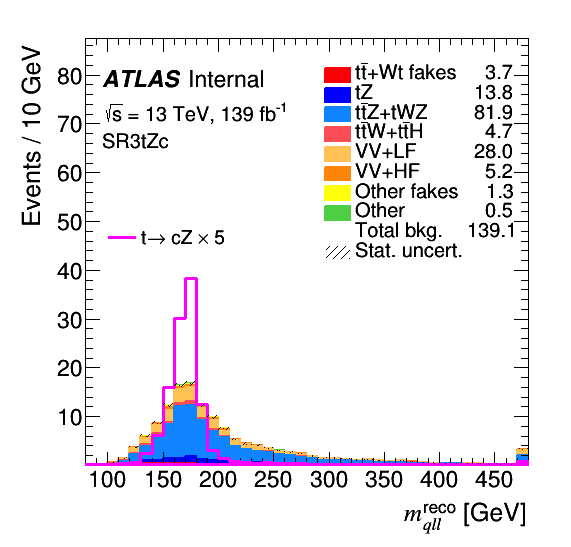 Events / 10 GeV
80
70
60
50
40
30
20
10
ATLAS Internal
√s = 13 TeV, 139 fb⁻¹
SR3tZc
t→ cZ × 5
tt̄+Wt fakes 3.7
tZ 13.8
tt̄Z+tWZ 81.9
tt̄W+tt̄H 4.7
VV+LF 28.0
VV+HF 5.2
Other fakes 1.3
Other 0.5
Total bkg. 139.1
Stat. uncert.
100 150 200 250 300 350 400 450
m_{qll}^{reco} [GeV]